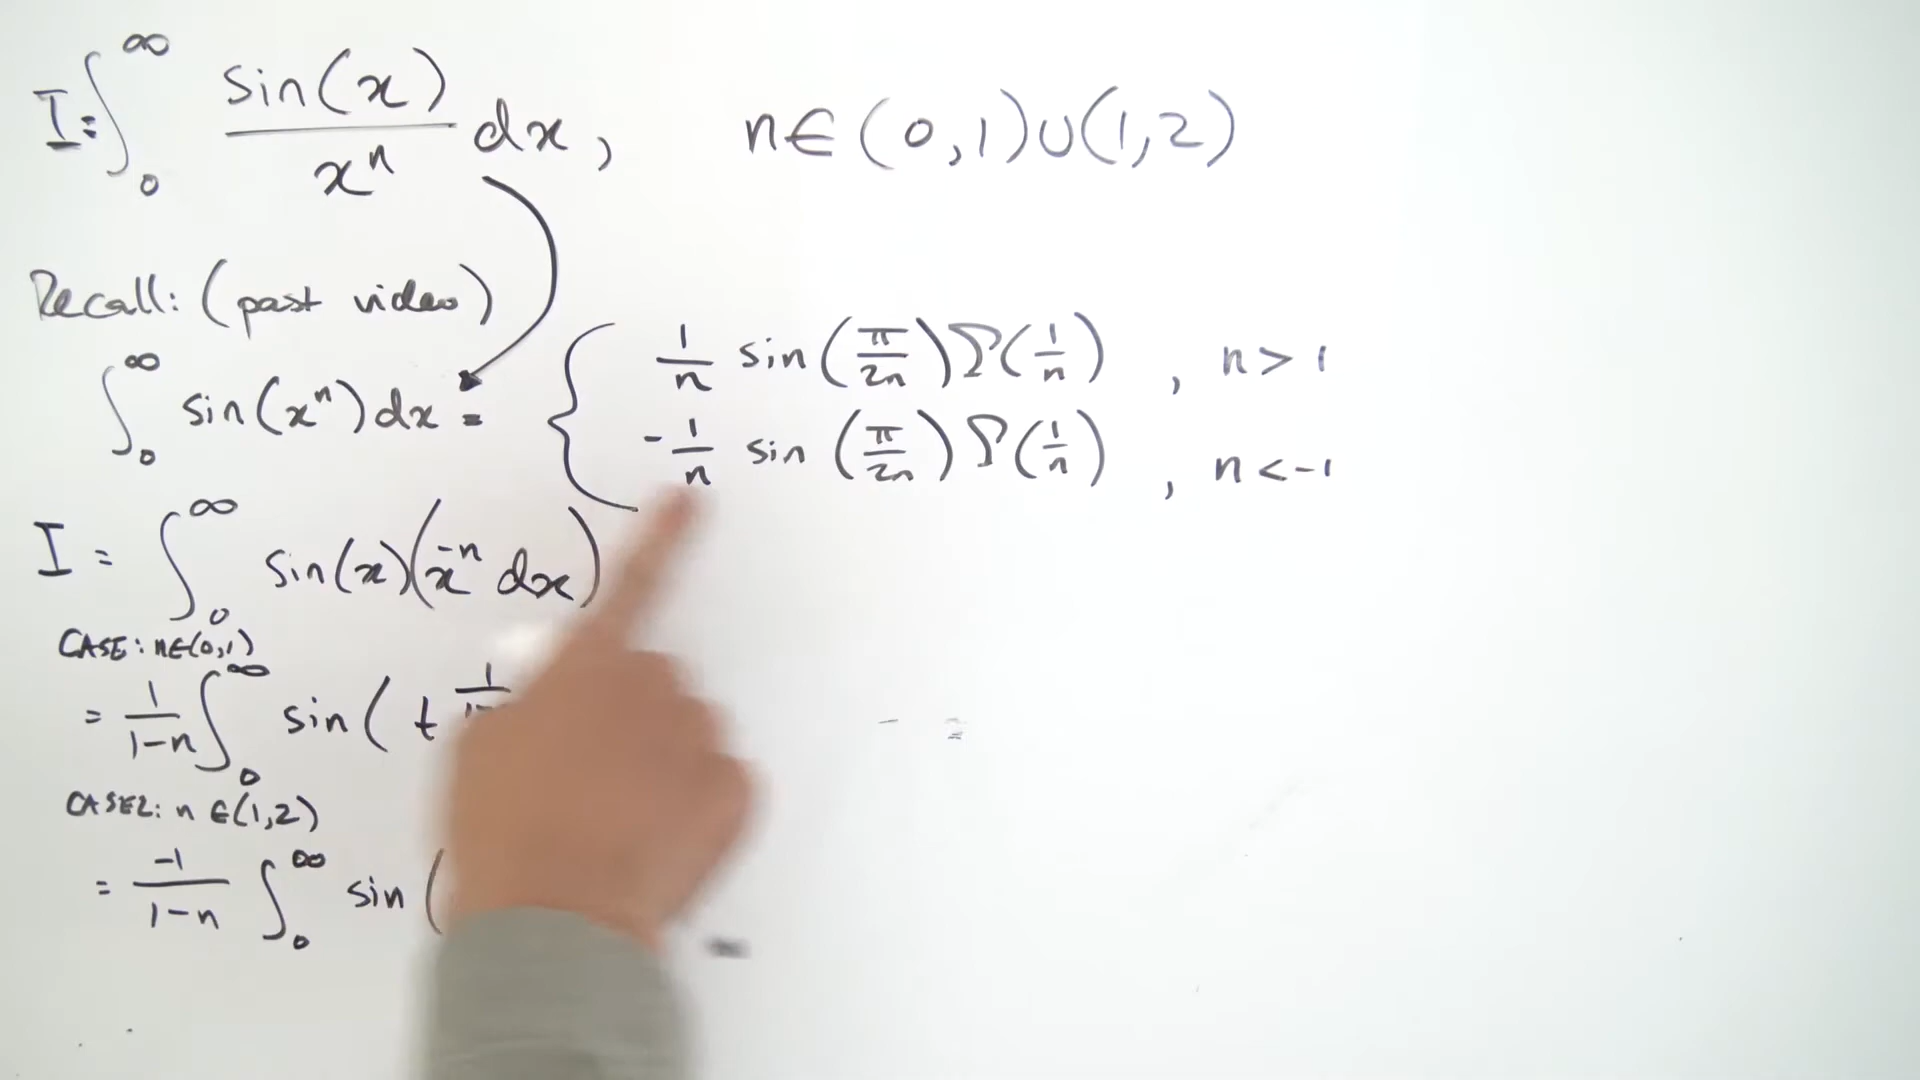 I = ∫₀^∞ sin(x)/xⁿ dx, n∈(0,1)∪(1,2)
Recall: (past video)
∫₀^∞ sin(xⁿ)dx = { 1/n sin(π/2n) Γ(1/n) , n > 1
-1/n sin(π/2n) Γ(1/n) , n < -1
I = ∫₀^∞ sin(x)(x⁻ⁿ dx)
CASE: n∈(0,1)
= 1/(1-n) ∫₀^∞ sin( t
CASE2: n ∈(1,2)
= -1/(1-n) ∫₀^∞ sin(